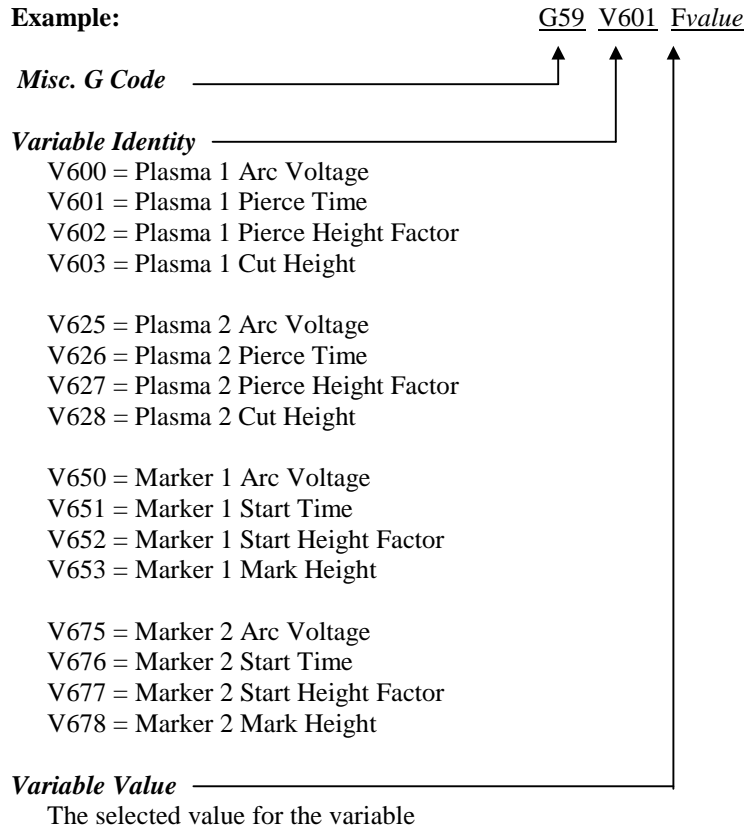 Example: G59 V601 Fvalue
Misc. G Code
Variable Identity
V600 = Plasma 1 Arc Voltage
V601 = Plasma 1 Pierce Time
V602 = Plasma 1 Pierce Height Factor
V603 = Plasma 1 Cut Height
V625 = Plasma 2 Arc Voltage
V626 = Plasma 2 Pierce Time
V627 = Plasma 2 Pierce Height Factor
V628 = Plasma 2 Cut Height
V650 = Marker 1 Arc Voltage
V651 = Marker 1 Start Time
V652 = Marker 1 Start Height Factor
V653 = Marker 1 Mark Height
V675 = Marker 2 Arc Voltage
V676 = Marker 2 Start Time
V677 = Marker 2 Start Height Factor
V678 = Marker 2 Mark Height
Variable Value
The selected value for the variable